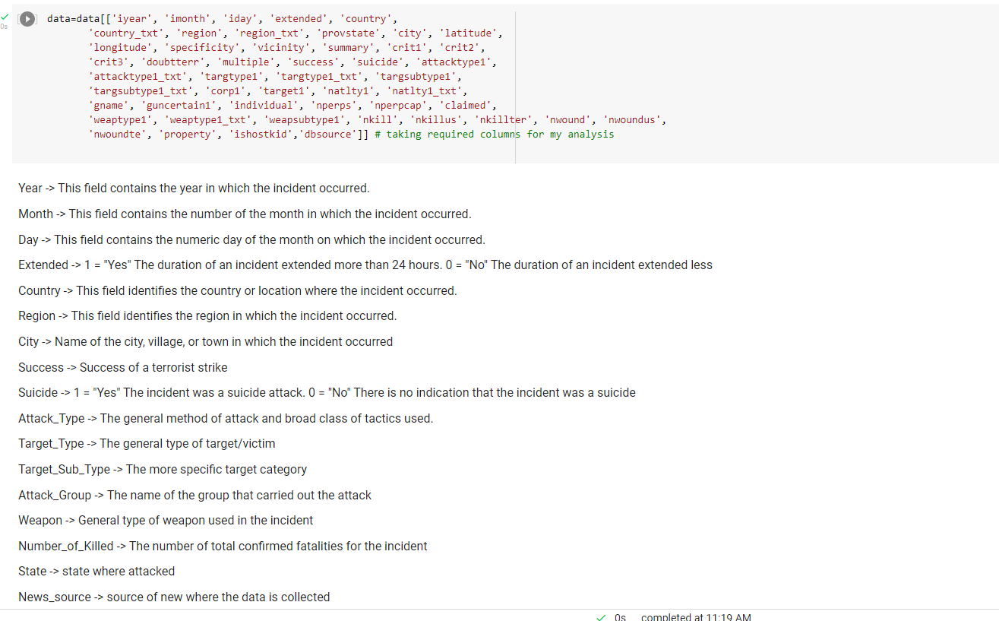 data=data[['iyear', 'imonth', 'iday', 'extended', 'country',
'country_txt', 'region', 'region_txt', 'provstate', 'city', 'latitude',
'longitude', 'specificity', 'vicinity', 'summary', 'crit1', 'crit2',
'crit3', 'doubtterr', 'multiple', 'success', 'suicide', 'attacktype1',
'attacktype1_txt', 'targtype1', 'targtype1_txt', 'targsubtype1',
'targsubtype1_txt', 'corp1', 'target1', 'natlty1', 'natlty1_txt',
'gname', 'guncertain1', 'individual', 'nperps', 'nperpcap', 'claimed',
'weaptype1', 'weaptype1_txt', 'weapsubtype1', 'nkill', 'nkillus', 'nkillter', 'nwound', 'nwoundus',
'nwoundte', 'property', 'ishostkid','dbsource']] # taking required columns for my analysis
0s
Year -> This field contains the year in which the incident occurred.
Month -> This field contains the number of the month in which the incident occurred.
Day -> This field contains the numeric day of the month on which the incident occurred.
Extended -> 1 = "Yes" The duration of an incident extended more than 24 hours. 0 = "No" The duration of an incident extended less
Country -> This field identifies the country or location where the incident occurred.
Region -> This field identifies the region in which the incident occurred.
City -> Name of the city, village, or town in which the incident occurred
Success -> Success of a terrorist strike
Suicide -> 1 = "Yes" The incident was a suicide attack. 0 = "No" There is no indication that the incident was a suicide
Attack_Type -> The general method of attack and broad class of tactics used.
Target_Type -> The general type of target/victim
Target_Sub_Type -> The more specific target category
Attack_Group -> The name of the group that carried out the attack
Weapon -> General type of weapon used in the incident
Number_of_Killed -> The number of total confirmed fatalities for the incident
State -> state where attacked
News_source -> source of new where the data is collected
0s completed at 11:19 AM